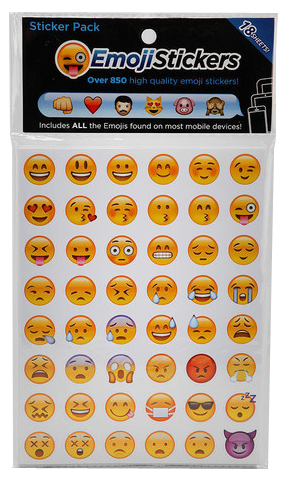 Sticker Pack
18 SHEETS!
EmojiStickers
Over 850 high quality emoji stickers!
Includes ALL the Emojis found on most mobile devices!